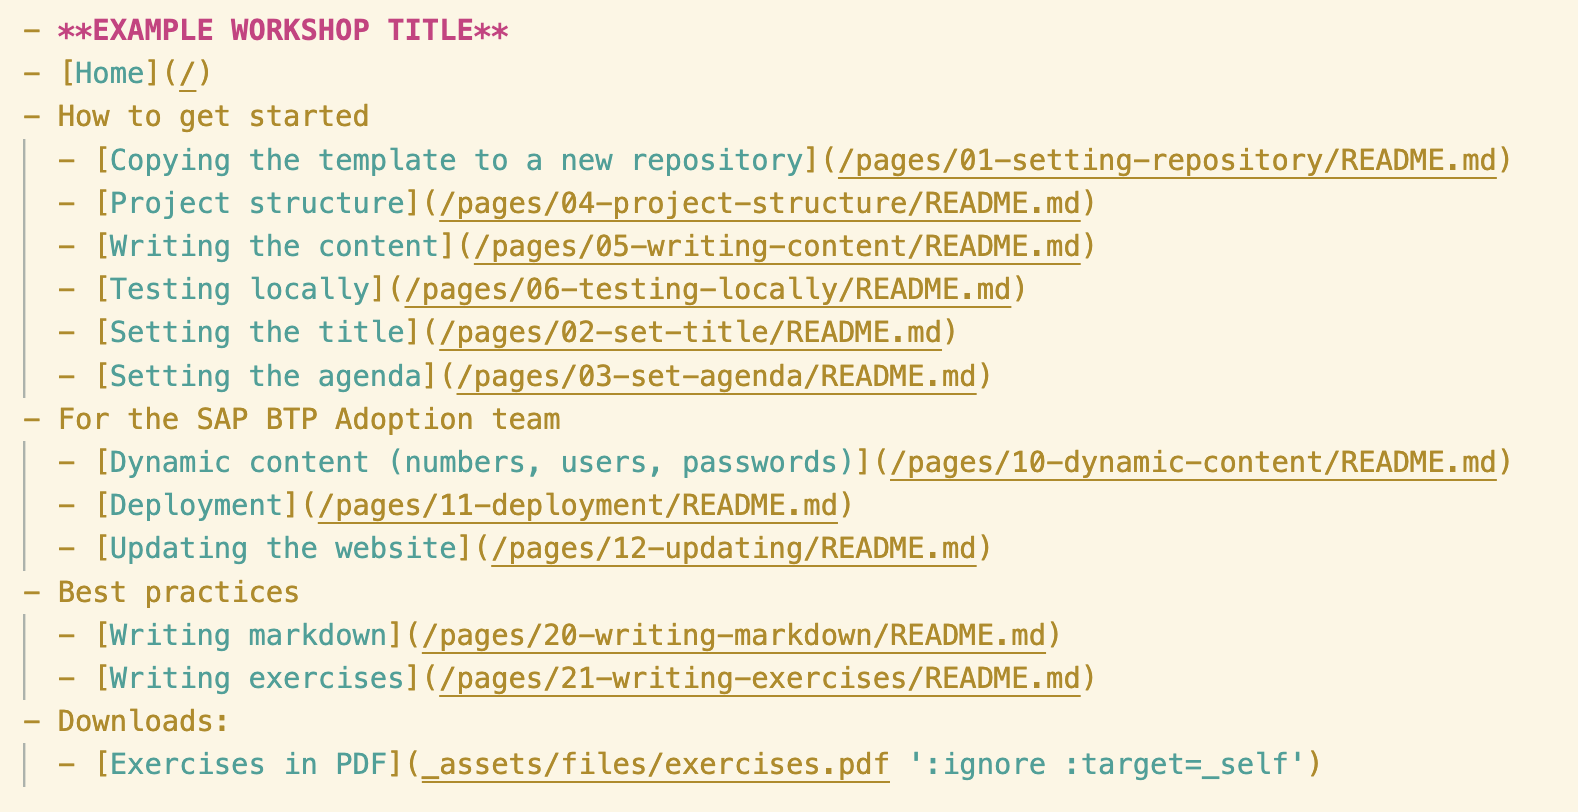 - **EXAMPLE WORKSHOP TITLE**
- [Home](/)
- How to get started
  - [Copying the template to a new repository](/pages/01-setting-repository/README.md)
  - [Project structure](/pages/04-project-structure/README.md)
  - [Writing the content](/pages/05-writing-content/README.md)
  - [Testing locally](/pages/06-testing-locally/README.md)
  - [Setting the title](/pages/02-set-title/README.md)
  - [Setting the agenda](/pages/03-set-agenda/README.md)
- For the SAP BTP Adoption team
  - [Dynamic content (numbers, users, passwords)](/pages/10-dynamic-content/README.md)
  - [Deployment](/pages/11-deployment/README.md)
  - [Updating the website](/pages/12-updating/README.md)
- Best practices
  - [Writing markdown](/pages/20-writing-markdown/README.md)
  - [Writing exercises](/pages/21-writing-exercises/README.md)
- Downloads:
  - [Exercises in PDF](_assets/files/exercises.pdf ':ignore :target=_self')